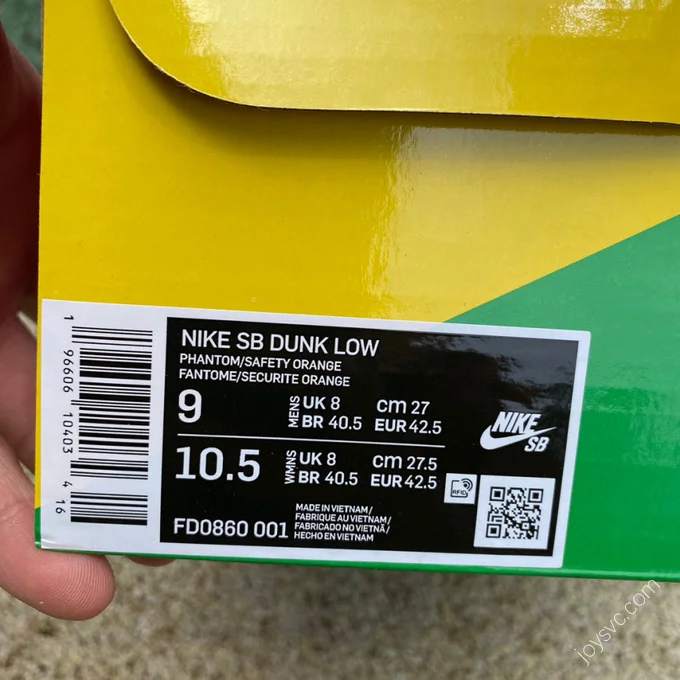 NIKE SB DUNK LOW
PHANTOM/SAFETY ORANGE
FANTOME/SECURITE ORANGE
9 MENS UK 8 cm 27
BR 40.5 EUR 42.5
10.5 WMNS UK 8 cm 27.5
BR 40.5 EUR 42.5
FD0860 001
MADE IN VIETNAM/
FABRIQUE AU VIETNAM/
FABRICADO NO VIETNÃ/
HECHO EN VIETNAM
RFID
NIKE
SB
1 96606 10403 4 16
joysvc.com